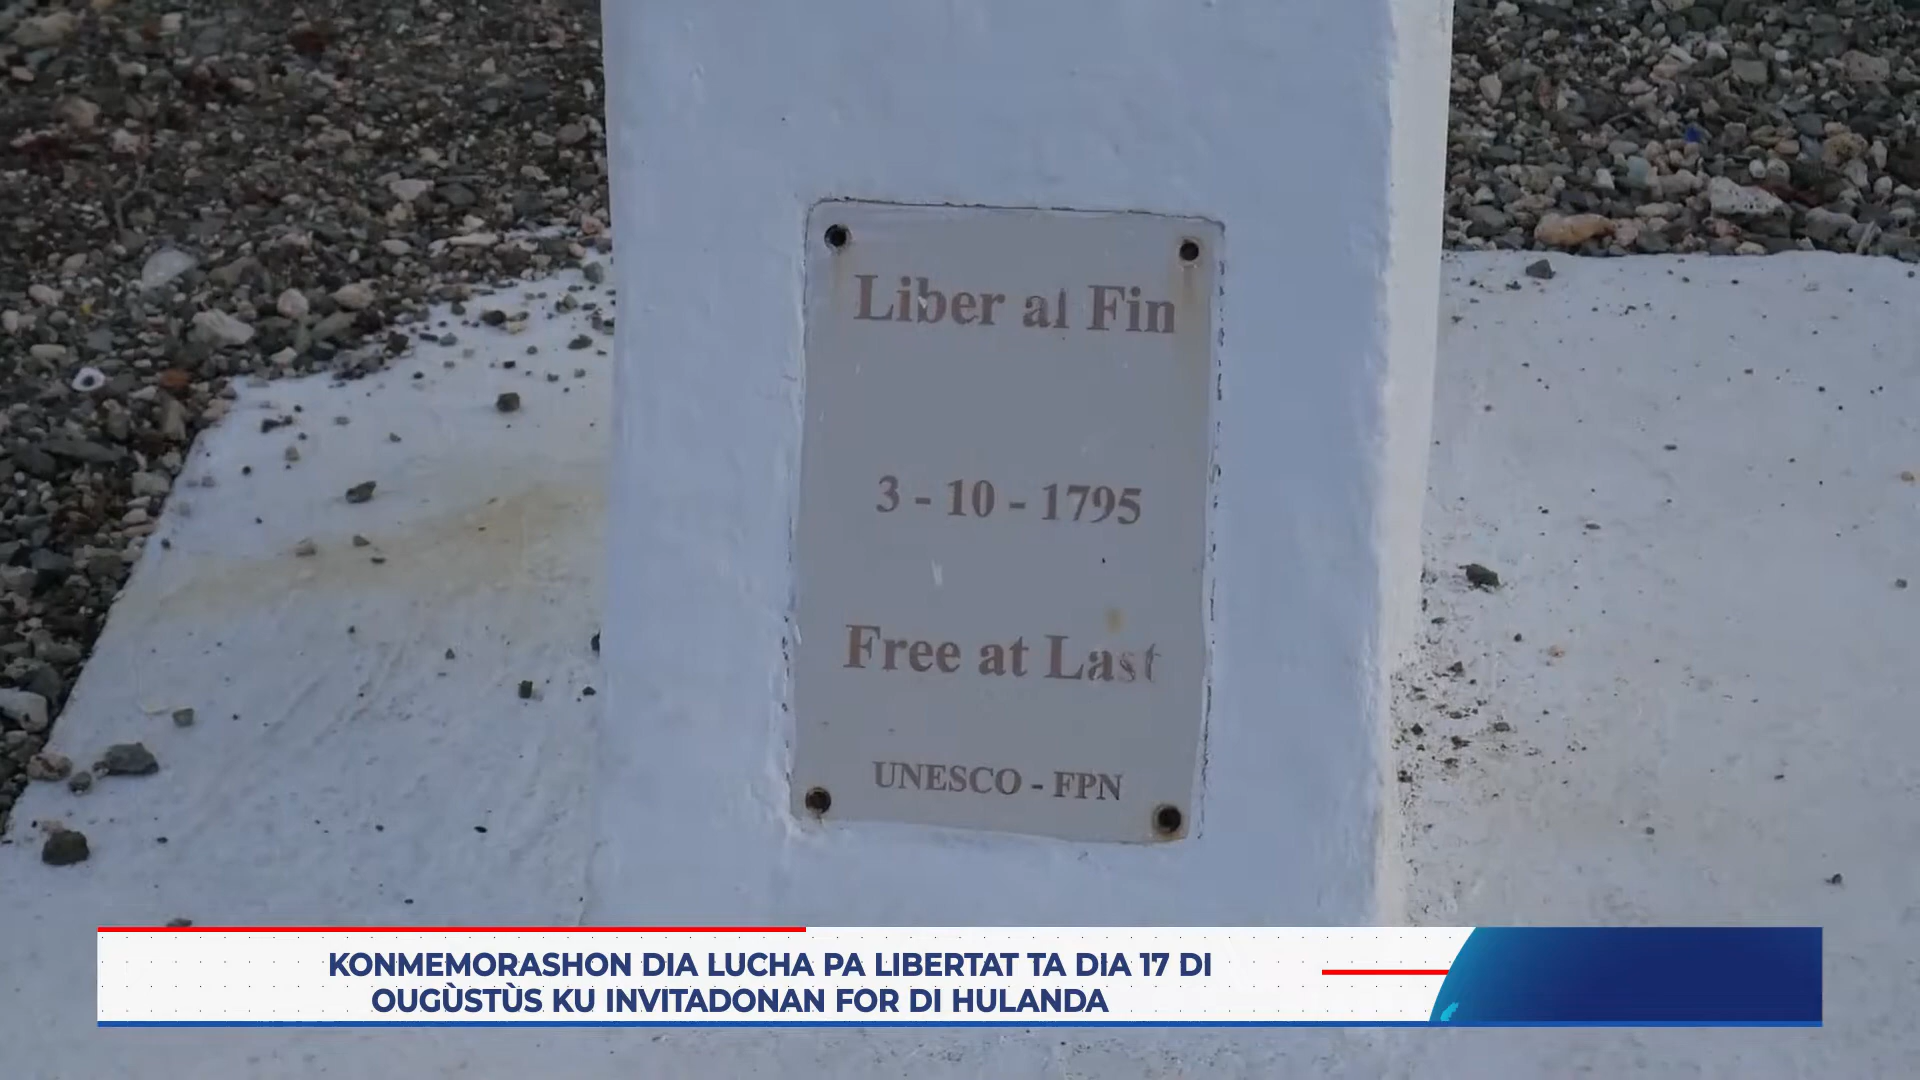 Liber al Fin
3 - 10 - 1795
Free at Last
UNESCO - FPN
KONMEMORASHON DIA LUCHA PA LIBERTAT TA DIA 17 DI
OUGÙSTÙS KU INVITADONAN FOR DI HULANDA